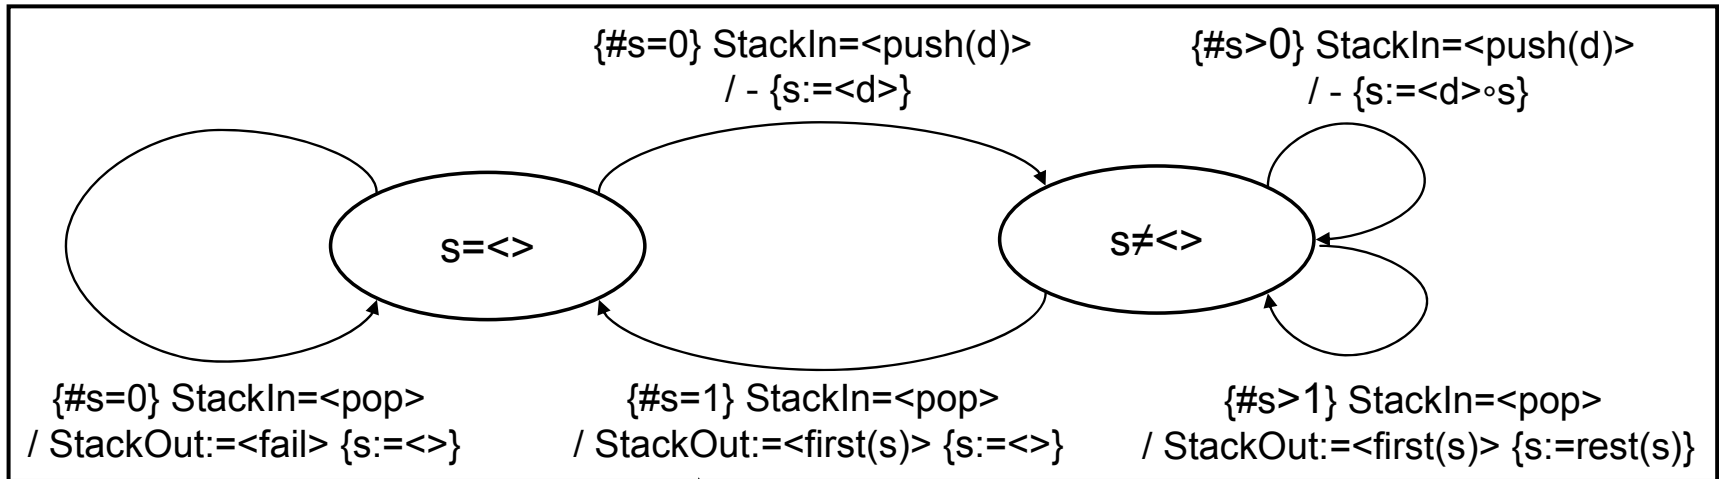 {#s=0} StackIn=<push(d)>
/ - {s:=<d>}
{#s>0} StackIn=<push(d)>
/ - {s:=<d>∘s}
s=<>
s≠<>
{#s=0} StackIn=<pop>
/ StackOut:=<fail> {s:=<>}
{#s=1} StackIn=<pop>
/ StackOut:=<first(s)> {s:=<>}
{#s>1} StackIn=<pop>
/ StackOut:=<first(s)> {s:=rest(s)}